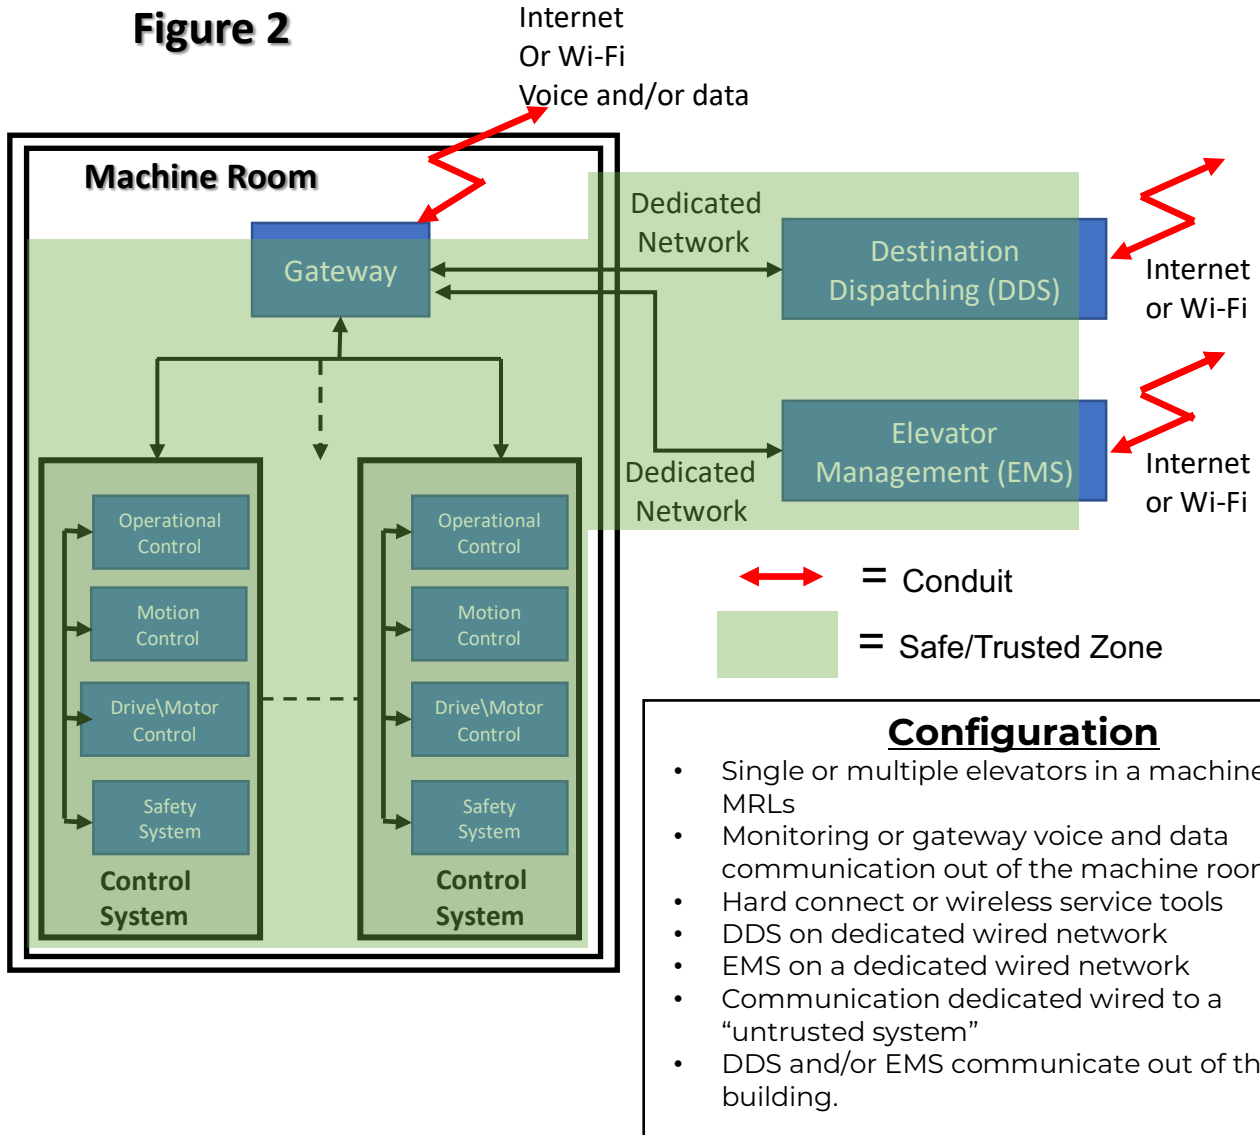 Figure 2
Internet
Or Wi-Fi
Voice and/or data
Machine Room
Gateway
Dedicated
Network
Destination
Dispatching (DDS)
Internet
or Wi-Fi
Elevator
Management (EMS)
Dedicated
Network
Internet
or Wi-Fi
Operational
Control
Motion
Control
Drive\Motor
Control
Safety
System
Control
System
Operational
Control
Motion
Control
Drive\Motor
Control
Safety
System
Control
System
= Conduit
= Safe/Trusted Zone
Configuration
• Single or multiple elevators in a machine
MRLs
• Monitoring or gateway voice and data
communication out of the machine roo
• Hard connect or wireless service tools
• DDS on dedicated wired network
• EMS on a dedicated wired network
• Communication dedicated wired to a
“untrusted system”
• DDS and/or EMS communicate out of th
building.